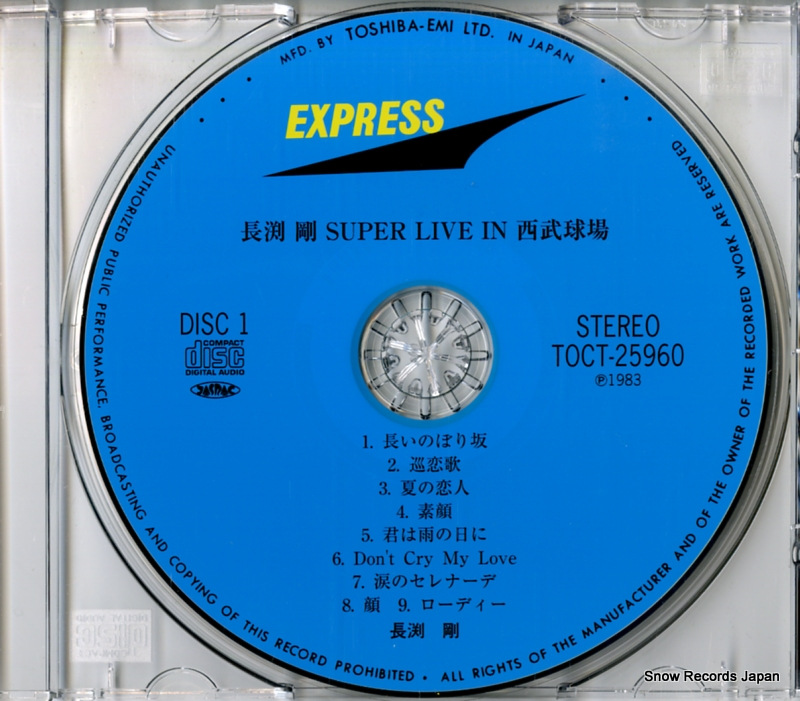 MFD. BY TOSHIBA-EMI LTD. IN JAPAN
EXPRESS
長渕 剛 SUPER LIVE IN 西武球場
DISC 1
COMPACT
disc
DIGITAL AUDIO
JASRAC
STEREO
TOCT-25960
Ⓟ1983
1. 長いのぼり坂
2. 巡恋歌
3. 夏の恋人
4. 素顔
5. 君は雨の日に
6. Don't Cry My Love
7. 涙のセレナーデ
8. 顔 9. ローディー
長渕 剛
UNAUTHORIZED PUBLIC PERFORMANCE, BROADCASTING AND COPYING OF THIS RECORD PROHIBITED • ALL RIGHTS OF THE MANUFACTURER AND OF THE OWNER OF THE RECORDED WORK ARE RESERVED
Snow Records Japan